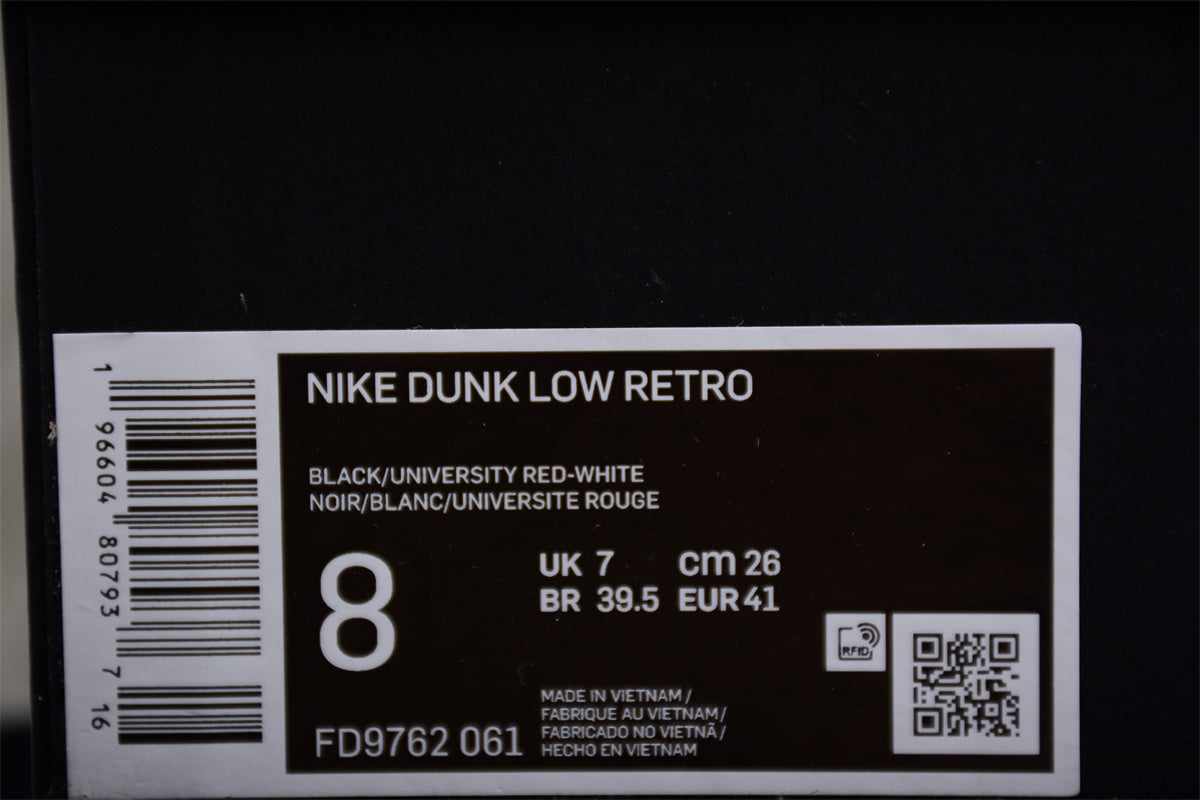 NIKE DUNK LOW RETRO
BLACK/UNIVERSITY RED-WHITE
NOIR/BLANC/UNIVERSITE ROUGE
8
UK 7 cm 26
BR 39.5 EUR 41
RFID
MADE IN VIETNAM /
FABRIQUE AU VIETNAM /
FABRICADO NO VIETNÃ /
HECHO EN VIETNAM
FD9762 061
1 96604 80793 7 16